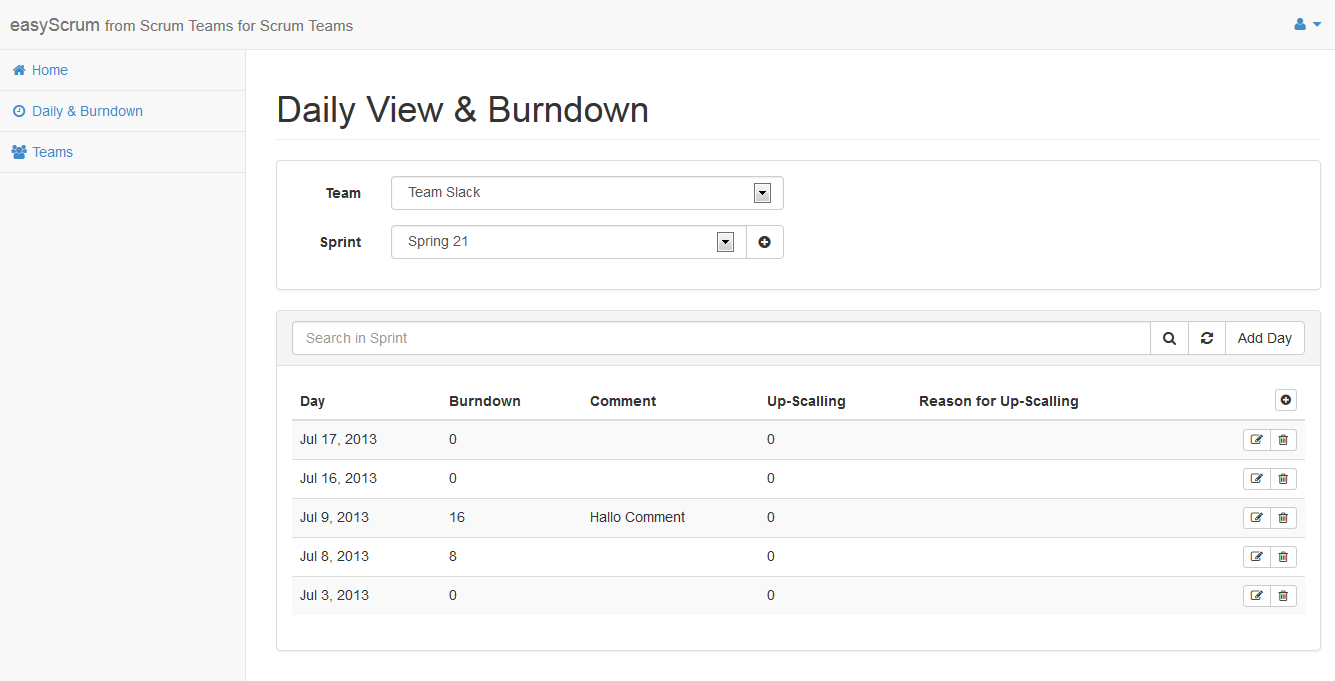 easyScrum from Scrum Teams for Scrum Teams
Home
Daily & Burndown
Teams
Daily View & Burndown
Team Team Slack
Sprint Spring 21
Search in Sprint Add Day
Day Burndown Comment Up-Scalling Reason for Up-Scalling
Jul 17, 2013 0 0
Jul 16, 2013 0 0
Jul 9, 2013 16 Hallo Comment 0
Jul 8, 2013 8 0
Jul 3, 2013 0 0